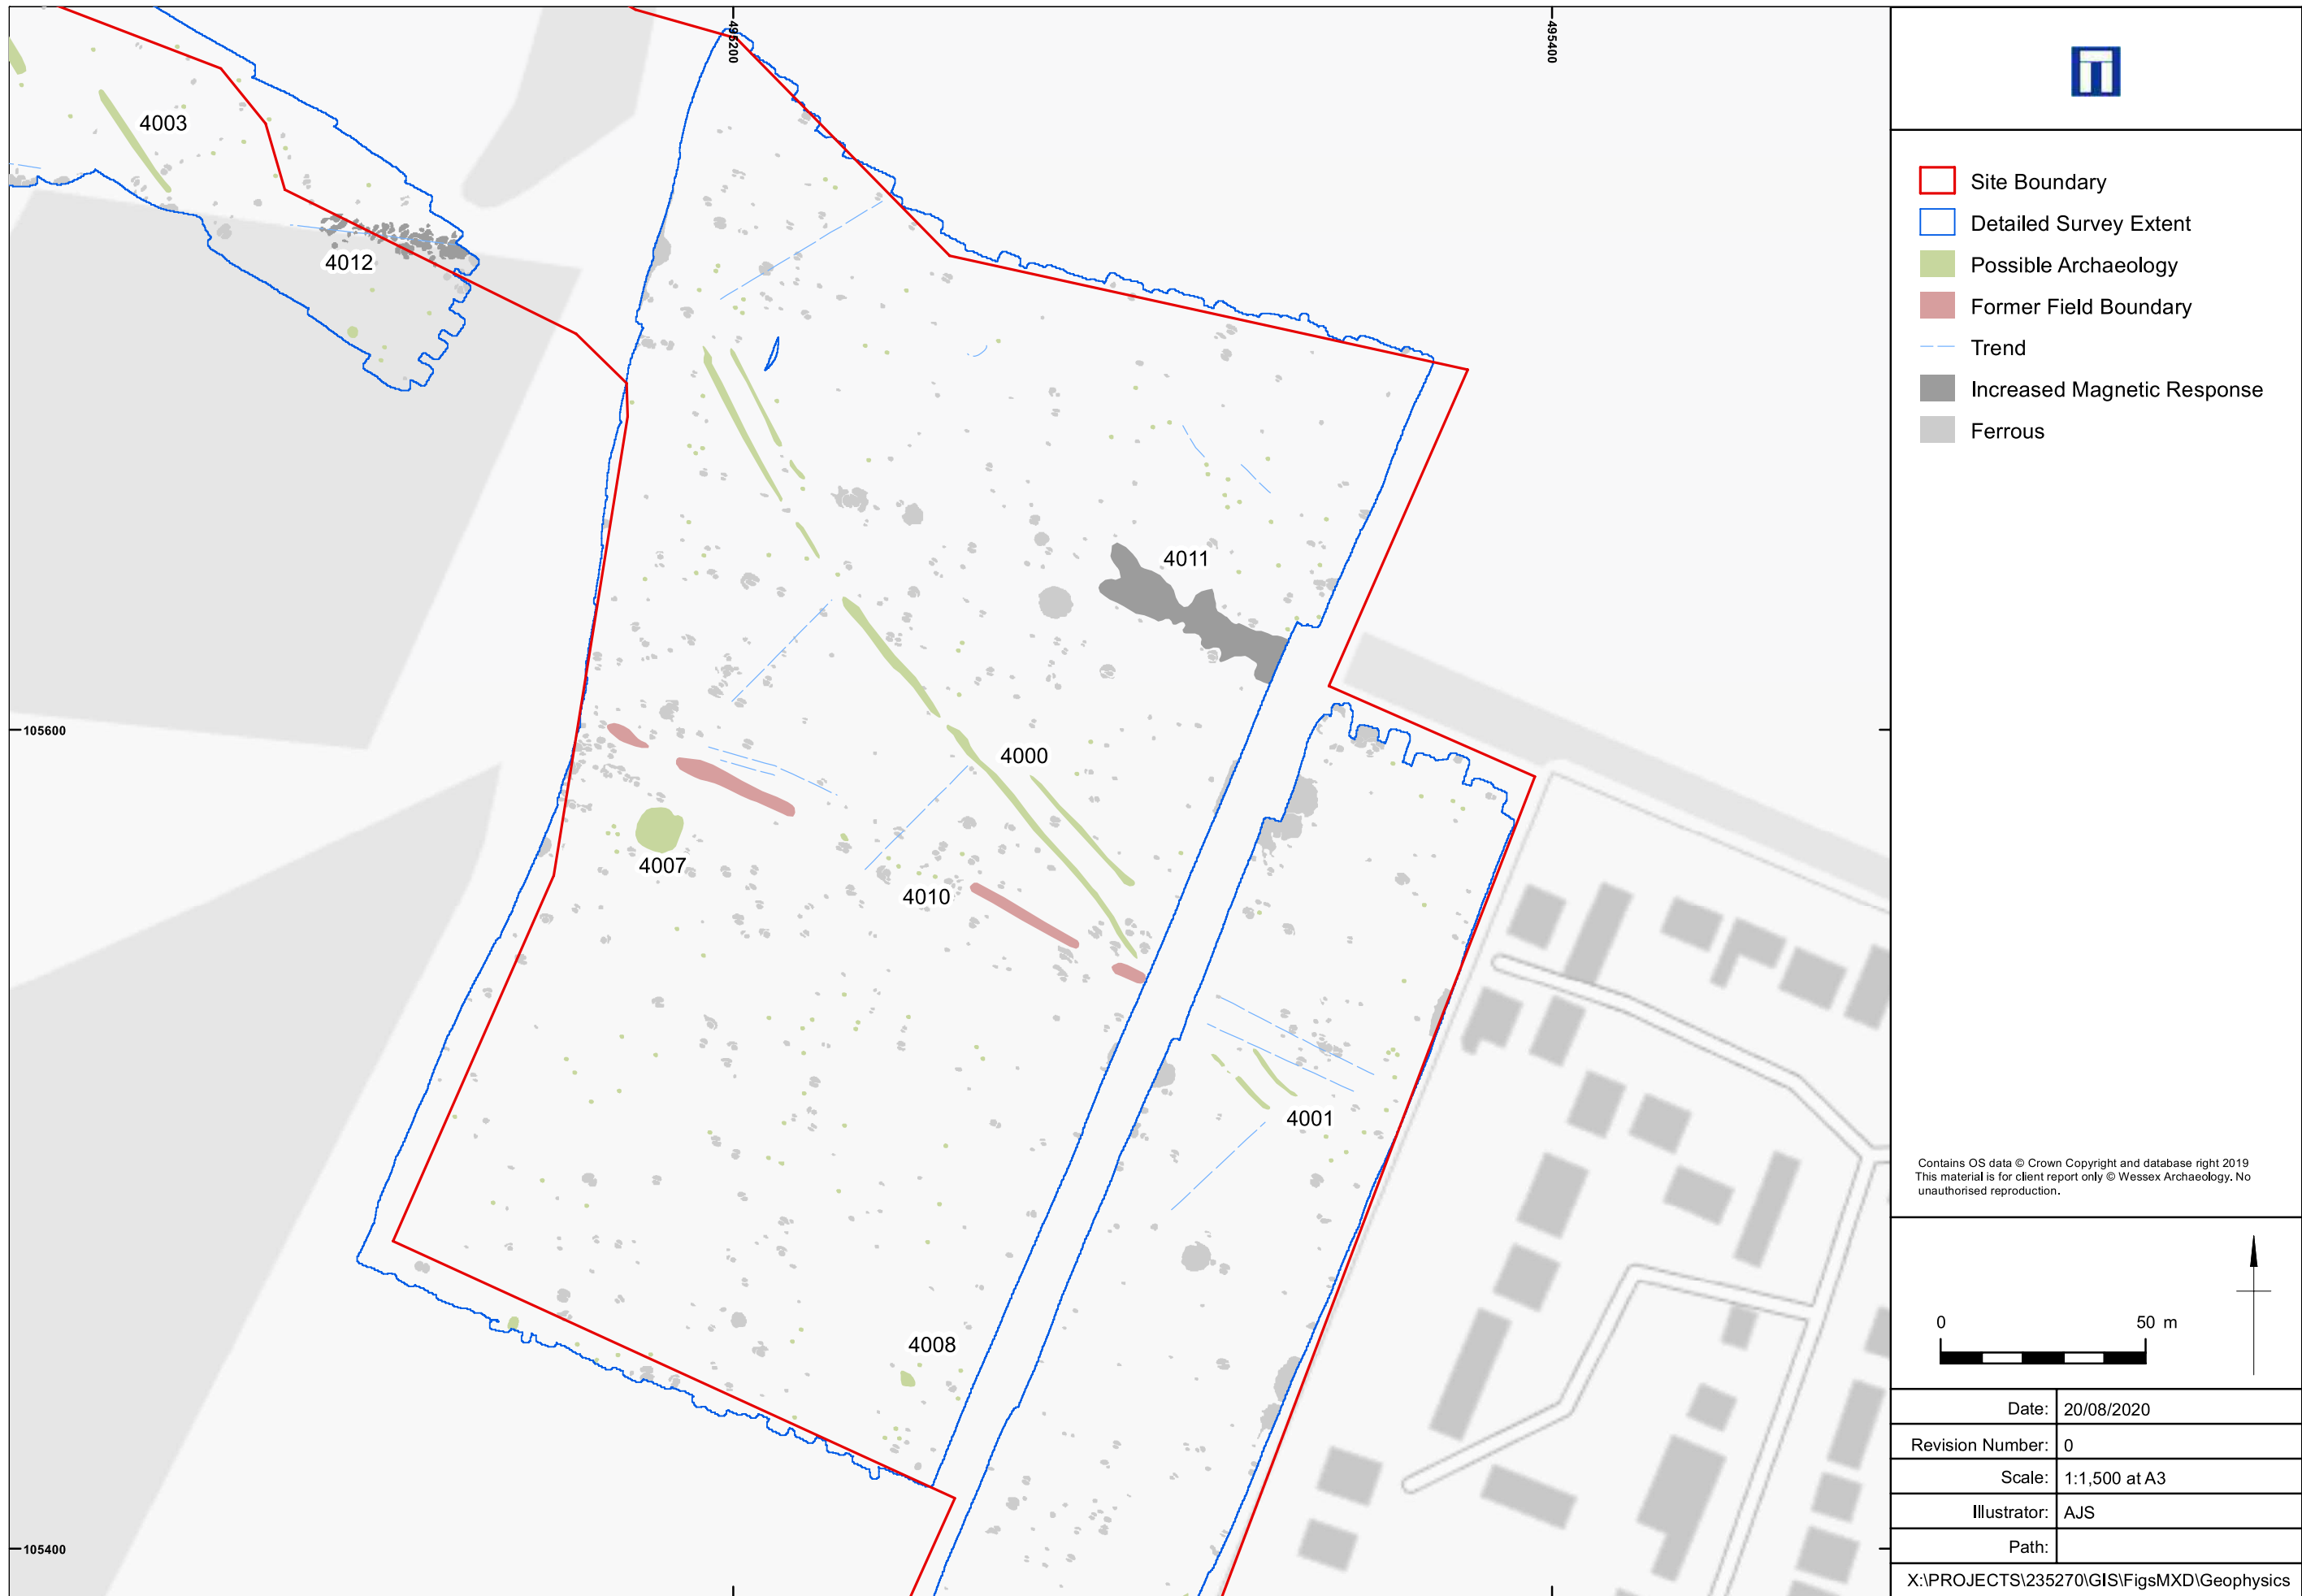 495200
495400
4003
4012
4011
105600
4000
4007
4010
4001
4008
105400
Site Boundary
Detailed Survey Extent
Possible Archaeology
Former Field Boundary
Trend
Increased Magnetic Response
Ferrous
Contains OS data © Crown Copyright and database right 2019
This material is for client report only © Wessex Archaeology. No
unauthorised reproduction.
0 50 m
Date: 20/08/2020
Revision Number: 0
Scale: 1:1,500 at A3
Illustrator: AJS
Path:
X:\PROJECTS\235270\GIS\FigsMXD\Geophysics